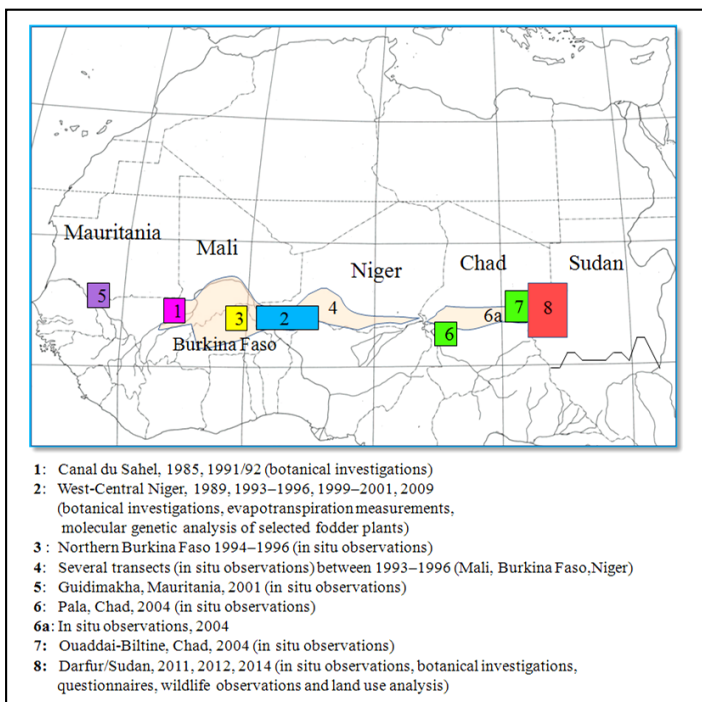 Mauritania
Mali
Niger
Chad
Sudan
5
1
3
2
4
6
6a
7
8
Burkina Faso
1: Canal du Sahel, 1985, 1991/92 (botanical investigations)
2: West-Central Niger, 1989, 1993–1996, 1999–2001, 2009
(botanical investigations, evapotranspiration measurements,
molecular genetic analysis of selected fodder plants)
3 : Northern Burkina Faso 1994–1996 (in situ observations)
4: Several transects (in situ observations) between 1993–1996 (Mali, Burkina Faso,Niger)
5: Guidimakha, Mauritania, 2001 (in situ observations)
6: Pala, Chad, 2004 (in situ observations)
6a: In situ observations, 2004
7: Ouaddai-Biltine, Chad, 2004 (in situ observations)
8: Darfur/Sudan, 2011, 2012, 2014 (in situ observations, botanical investigations,
questionnaires, wildlife observations and land use analysis)